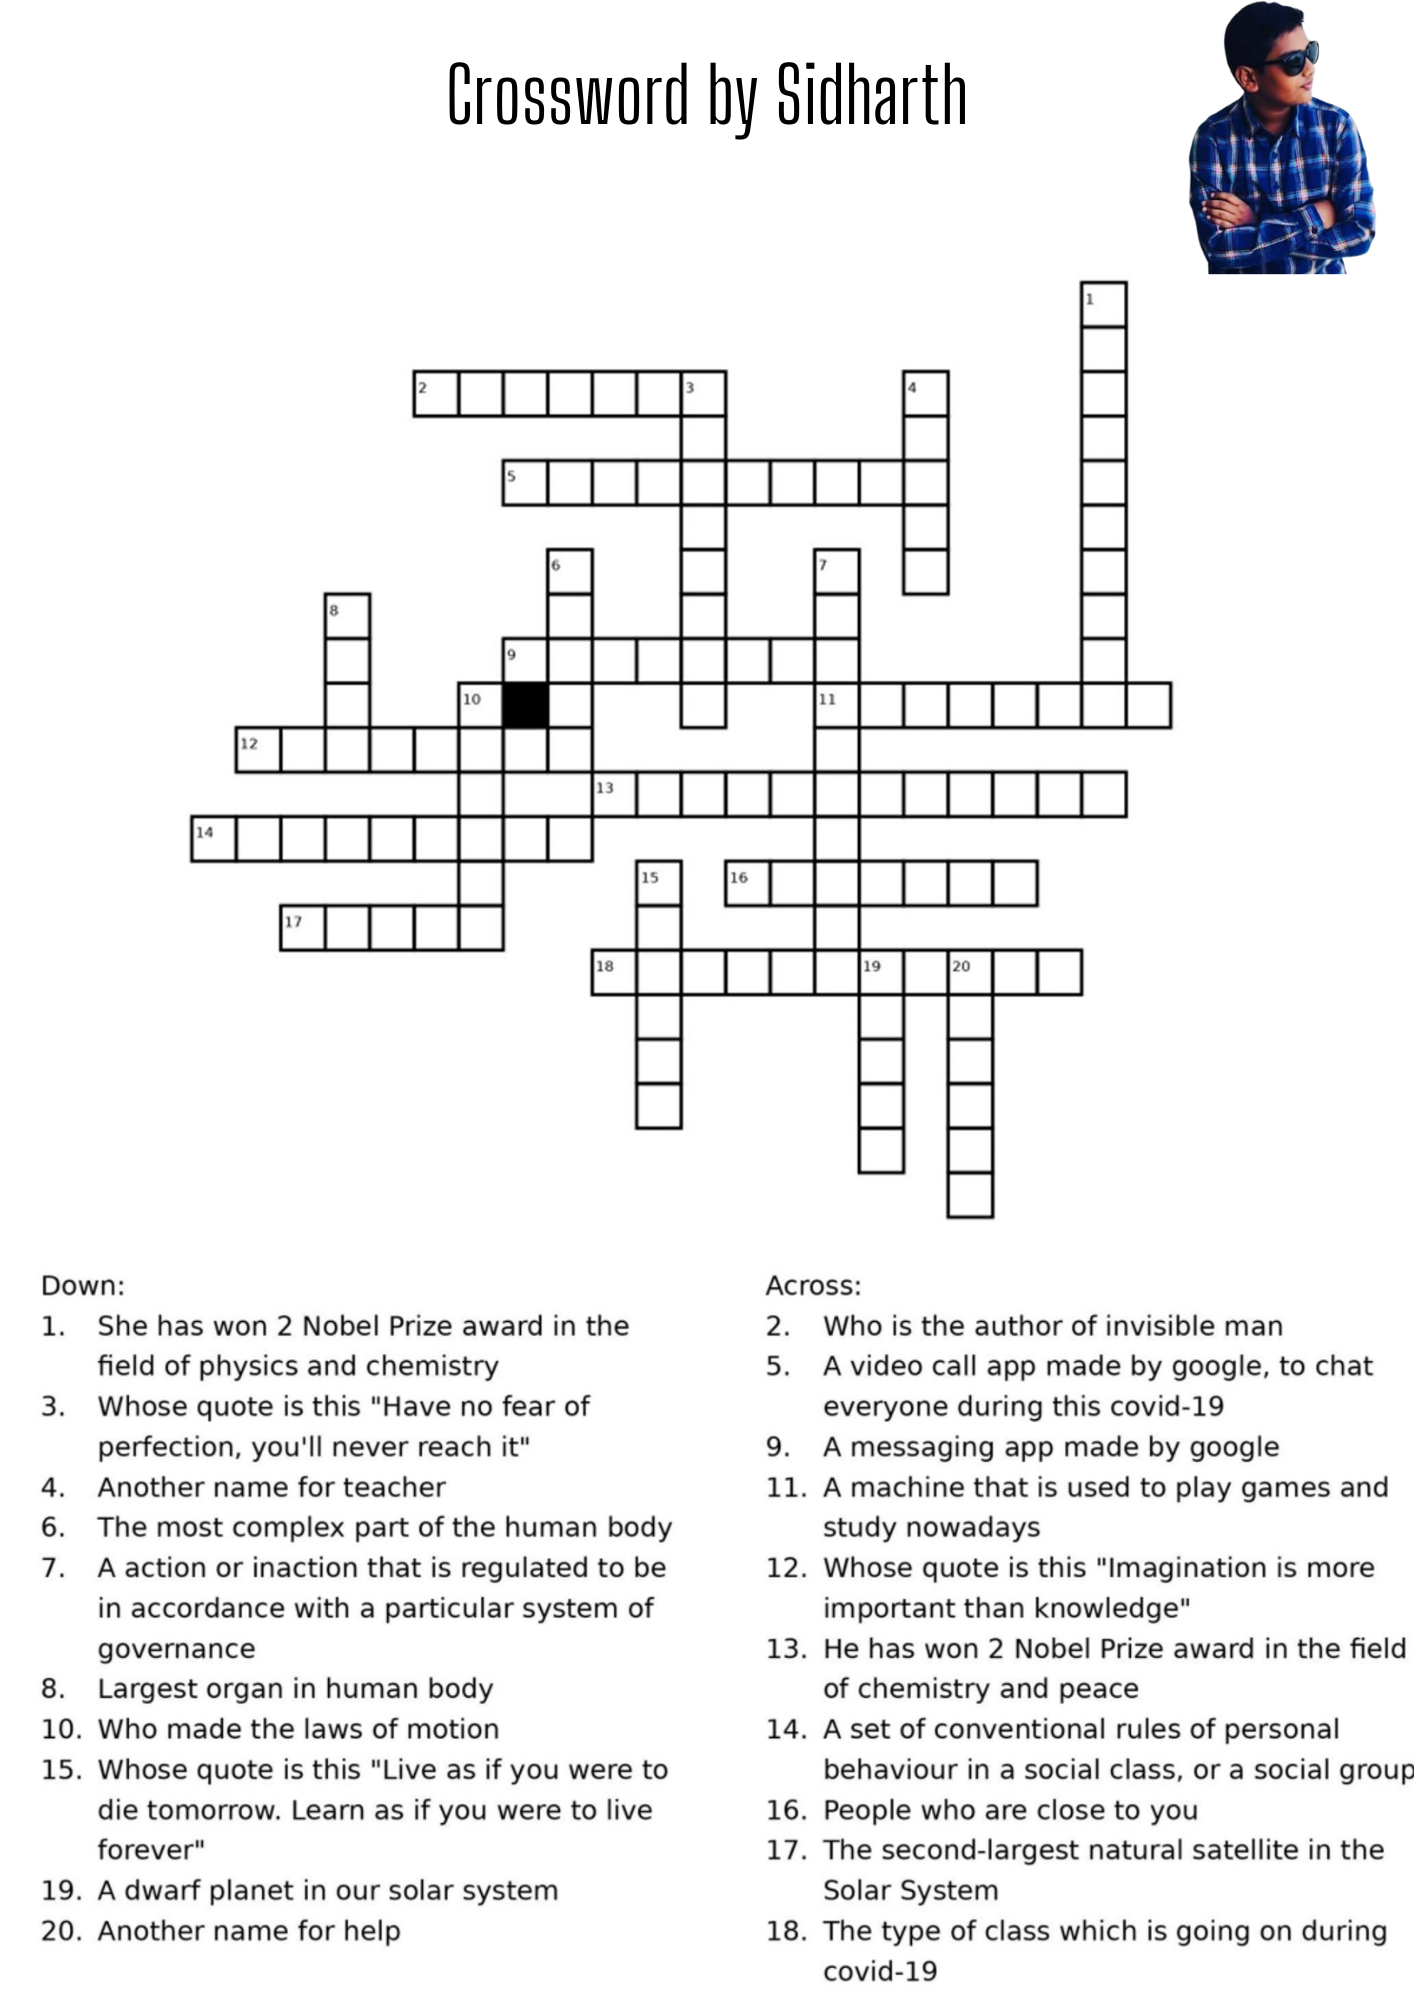 Crossword by Sidharth
1
2 3 4
5
6 7
8
9
10 11
12
13
14
15 16
17
18 19 20
Down:
1. She has won 2 Nobel Prize award in the
field of physics and chemistry
3. Whose quote is this "Have no fear of
perfection, you'll never reach it"
4. Another name for teacher
6. The most complex part of the human body
7. A action or inaction that is regulated to be
in accordance with a particular system of
governance
8. Largest organ in human body
10. Who made the laws of motion
15. Whose quote is this "Live as if you were to
die tomorrow. Learn as if you were to live
forever"
19. A dwarf planet in our solar system
20. Another name for help
Across:
2. Who is the author of invisible man
5. A video call app made by google, to chat
everyone during this covid-19
9. A messaging app made by google
11. A machine that is used to play games and
study nowadays
12. Whose quote is this "Imagination is more
important than knowledge"
13. He has won 2 Nobel Prize award in the field
of chemistry and peace
14. A set of conventional rules of personal
behaviour in a social class, or a social group
16. People who are close to you
17. The second-largest natural satellite in the
Solar System
18. The type of class which is going on during
covid-19